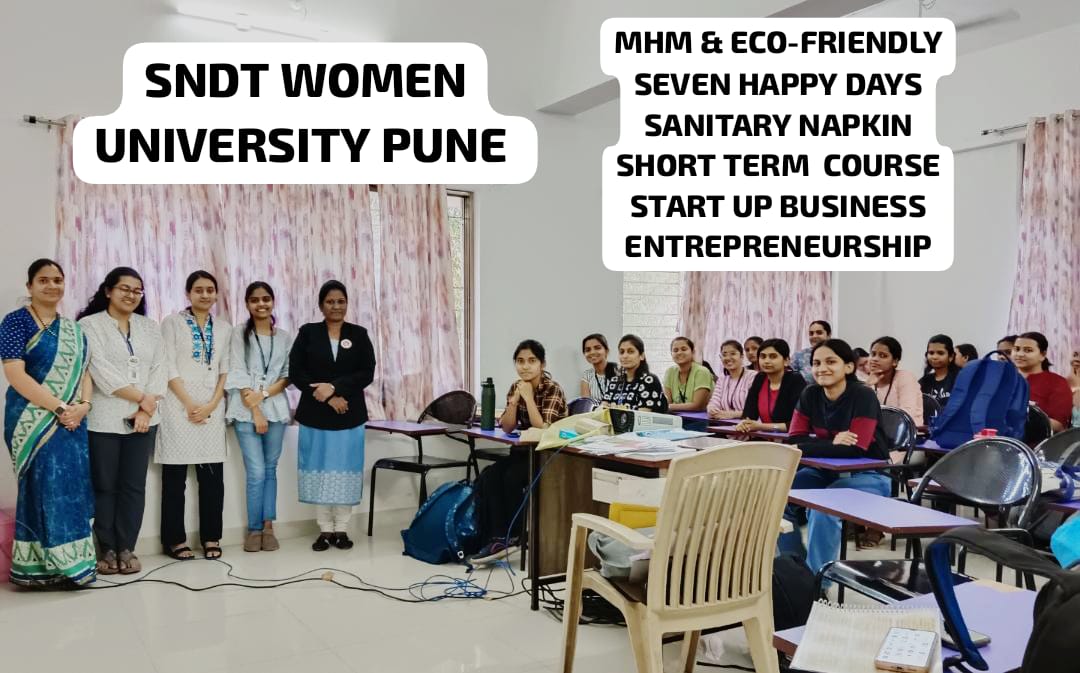 SNDT WOMEN
UNIVERSITY PUNE
MHM & ECO-FRIENDLY
SEVEN HAPPY DAYS
SANITARY NAPKIN
SHORT TERM COURSE
START UP BUSINESS
ENTREPRENEURSHIP